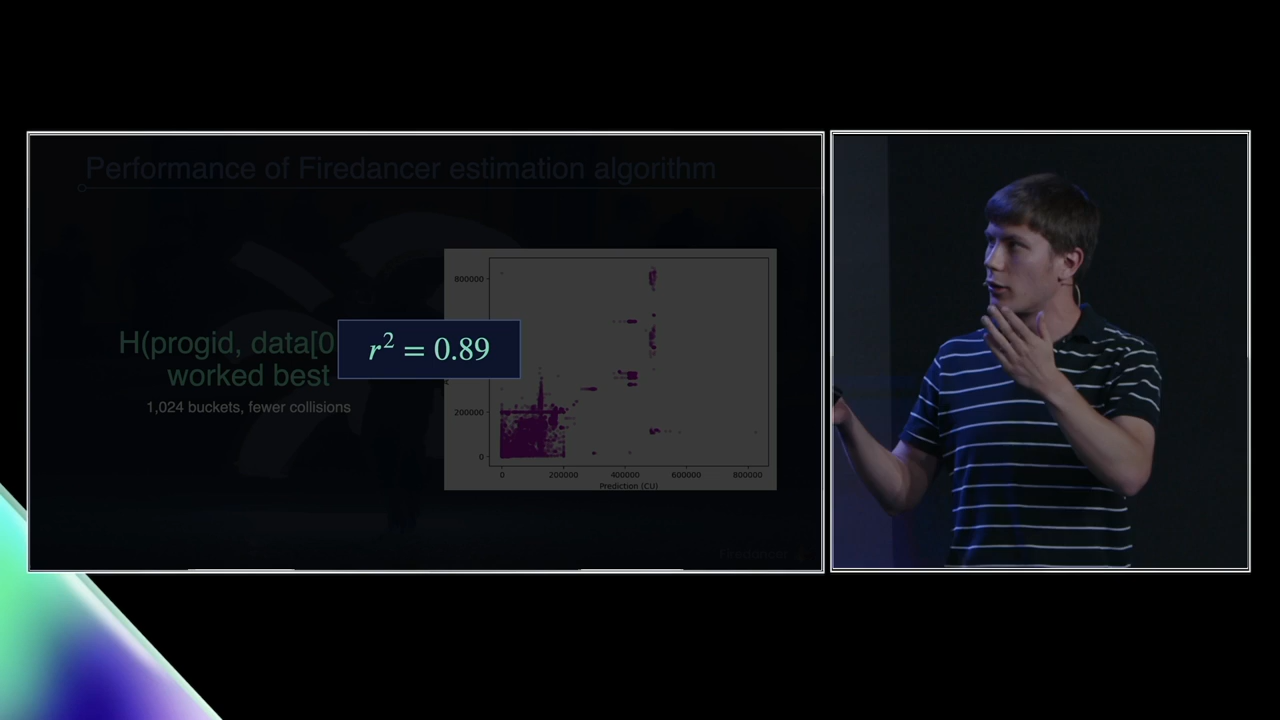 Performance of Firedancer estimation algorithm
H(progid, data[0
worked best
1,024 buckets, fewer collisions
r² = 0.89
800000
200000
0
0 200000 400000 600000 800000
Prediction (CU)
Firedancer